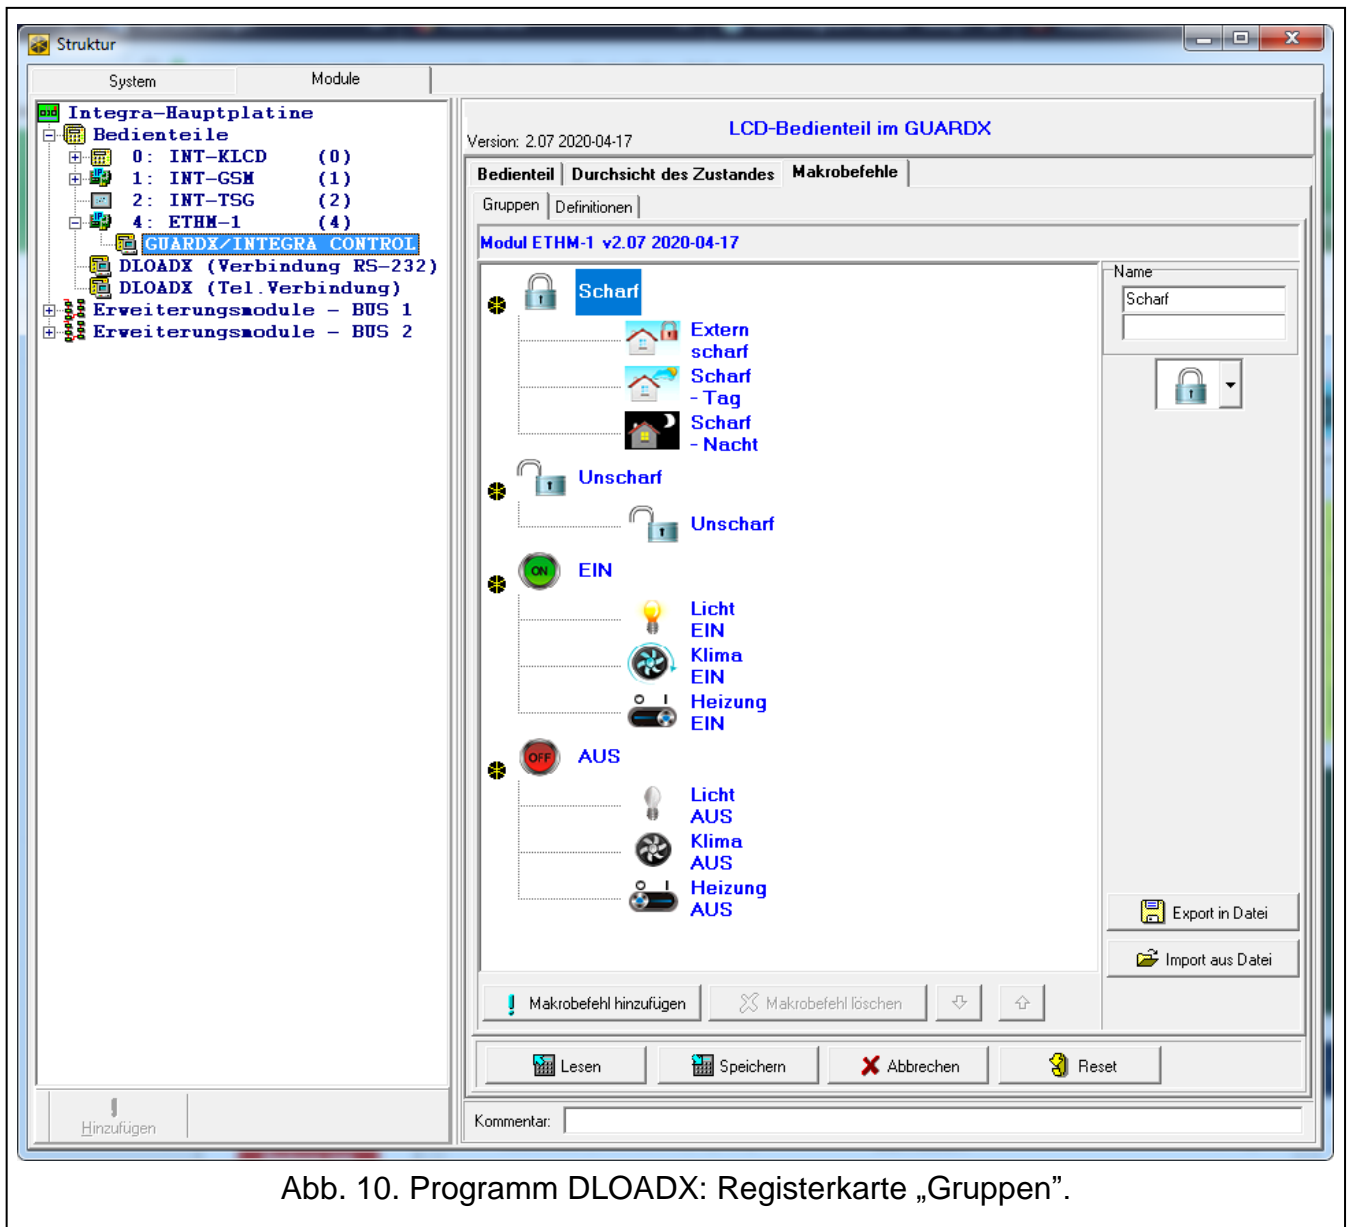 Struktur
System
Module
Integra-Hauptplatine
Bedienteile
0: INT-KLCD (0)
1: INT-GSM (1)
2: INT-TSG (2)
4: ETHM-1 (4)
GUARDX/INTEGRA CONTROL
DLOADX (Verbindung RS-232)
DLOADX (Tel.Verbindung)
Erweiterungsmodule - BUS 1
Erweiterungsmodule - BUS 2
Hinzufügen
LCD-Bedienteil im GUARDX
Version: 2.07 2020-04-17
Bedienteil
Durchsicht des Zustandes
Makrobefehle
Gruppen
Definitionen
Modul ETHM-1 v2.07 2020-04-17
Scharf
Extern
scharf
Scharf
- Tag
Scharf
- Nacht
Unscharf
Unscharf
ON
EIN
Licht
EIN
Klima
EIN
Heizung
EIN
OFF
AUS
Licht
AUS
Klima
AUS
Heizung
AUS
Name
Scharf
Export in Datei
Import aus Datei
Makrobefehl hinzufügen
Makrobefehl löschen
Lesen
Speichern
Abbrechen
Reset
Kommentar:
Abb. 10. Programm DLOADX: Registerkarte „Gruppen”.